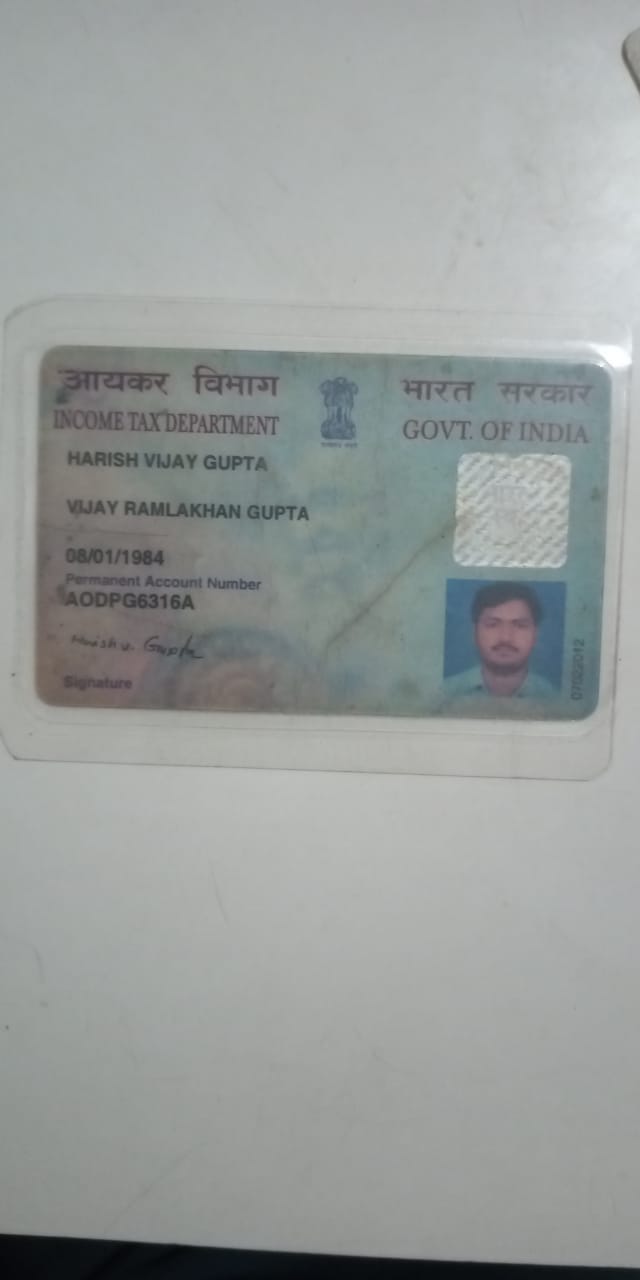 आयकर विभाग
INCOME TAX DEPARTMENT
भारत सरकार
GOVT. OF INDIA
HARISH VIJAY GUPTA
VIJAY RAMLAKHAN GUPTA
08/01/1984
Permanent Account Number
AODPG6316A
Harish V. Gupta
Signature
07022012